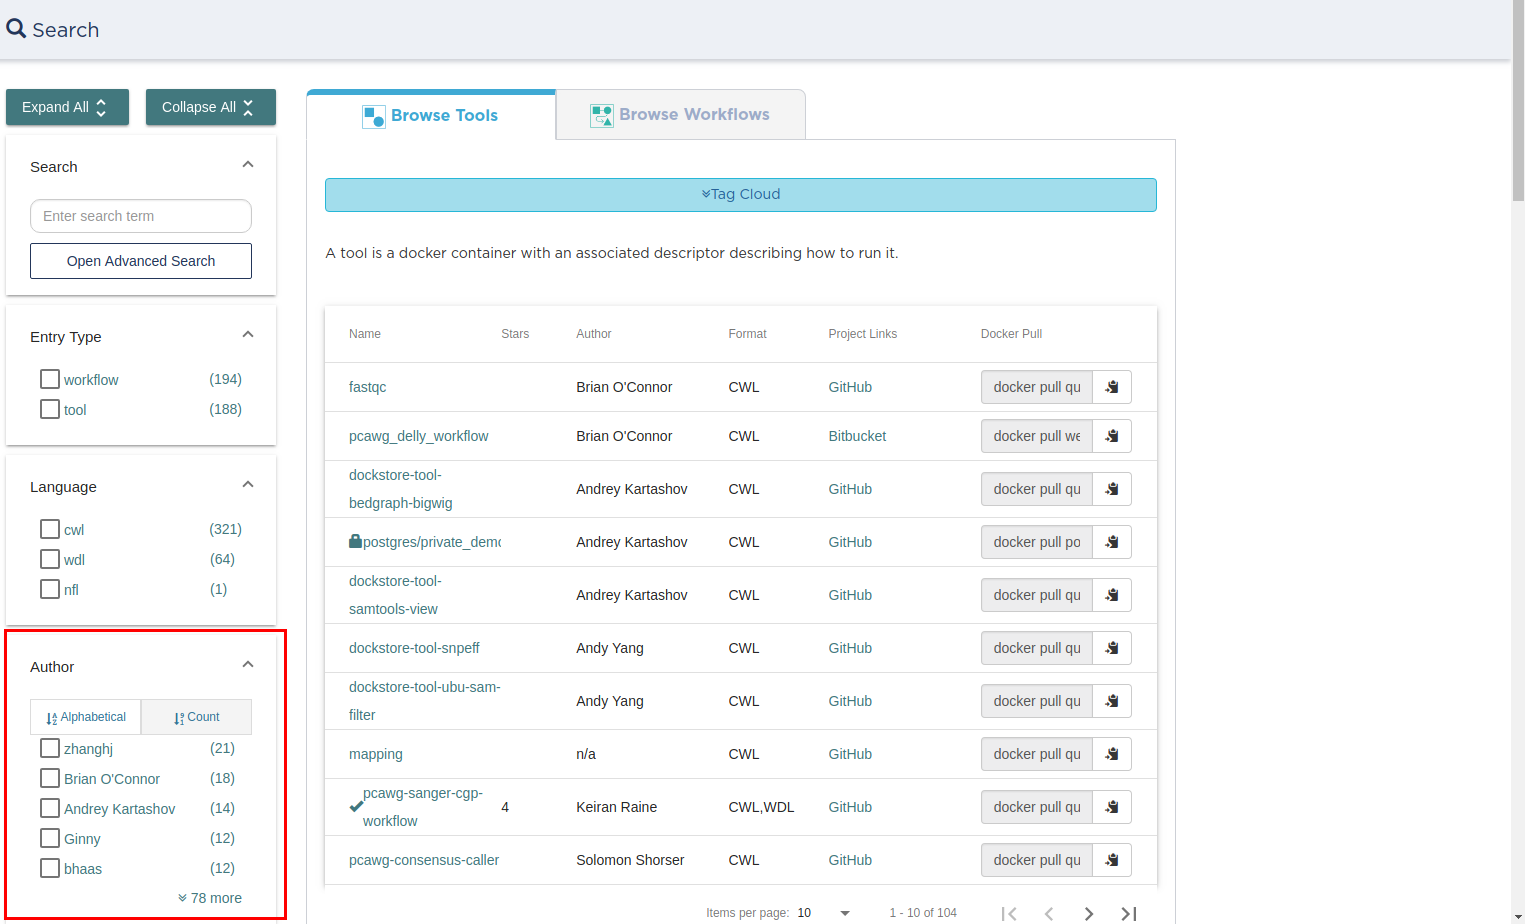 Search
Expand All
Collapse All
Search
Enter search term
Open Advanced Search
Entry Type
workflow (194)
tool (188)
Language
cwl (321)
wdl (64)
nfl (1)
Author
Alphabetical Count
zhanghj (21)
Brian O'Connor (18)
Andrey Kartashov (14)
Ginny (12)
bhaas (12)
78 more
Browse Tools
Browse Workflows
Tag Cloud
A tool is a docker container with an associated descriptor describing how to run it.
Name Stars Author Format Project Links Docker Pull
fastqc Brian O'Connor CWL GitHub docker pull qu
pcawg_delly_workflow Brian O'Connor CWL Bitbucket docker pull we
dockstore-tool-
bedgraph-bigwig Andrey Kartashov CWL GitHub docker pull qu
postgres/private_demo Andrey Kartashov CWL GitHub docker pull po
dockstore-tool-
samtools-view Andrey Kartashov CWL GitHub docker pull qu
dockstore-tool-snpeff Andy Yang CWL GitHub docker pull qu
dockstore-tool-ubu-sam-
filter Andy Yang CWL GitHub docker pull qu
mapping n/a CWL GitHub docker pull qu
pcawg-sanger-cgp-
workflow 4 Keiran Raine CWL,WDL GitHub docker pull qu
pcawg-consensus-caller Solomon Shorser CWL GitHub docker pull qu
Items per page: 10 1 - 10 of 104